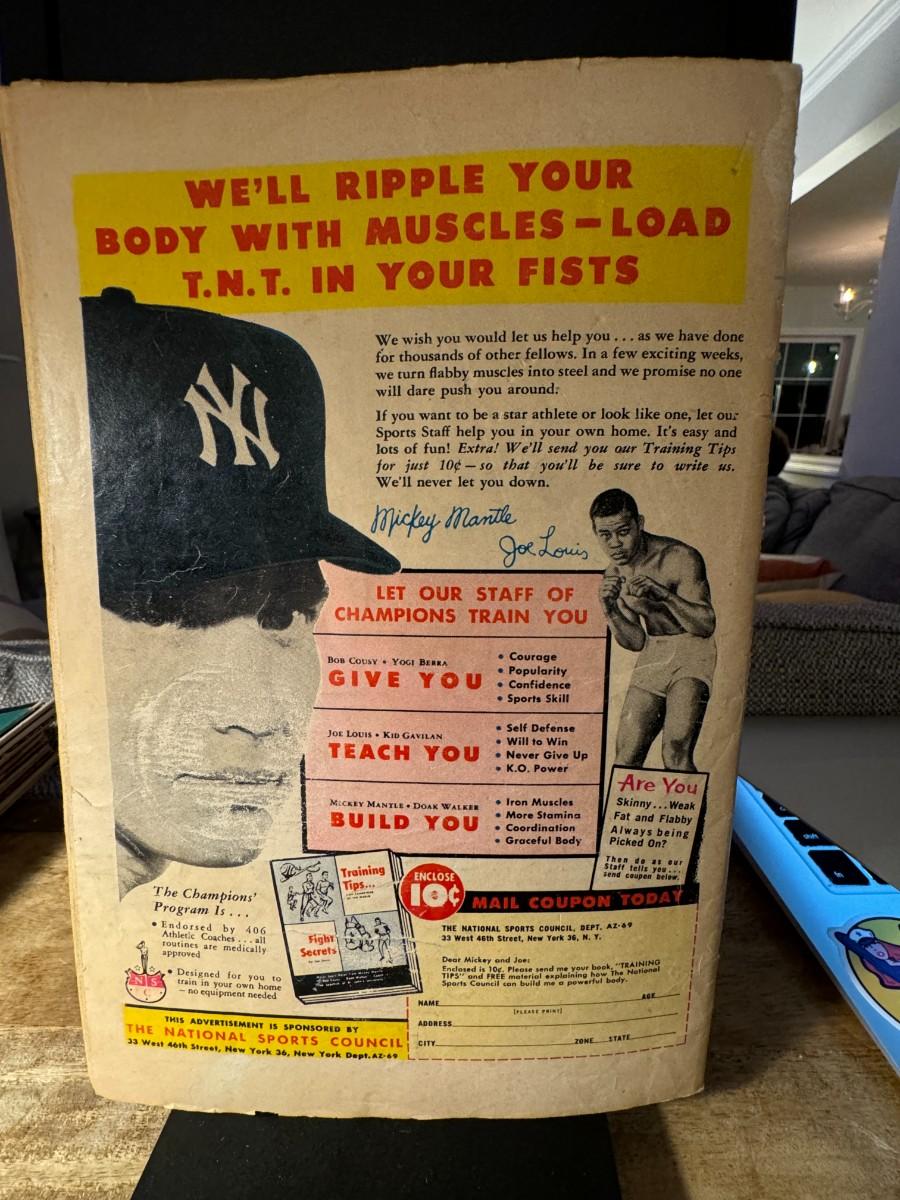 WE'LL RIPPLE YOUR
BODY WITH MUSCLES - LOAD
T.N.T. IN YOUR FISTS
NY
We wish you would let us help you . . . as we have done
for thousands of other fellows. In a few exciting weeks,
we turn flabby muscles into steel and we promise no one
will dare push you around.
If you want to be a star athlete or look like one, let our
Sports Staff help you in your own home. It's easy and
lots of fun! Extra! We'll send you our Training Tips
for just 10¢ — so that you'll be sure to write us.
We'll never let you down.
Mickey Mantle
Joe Louis
LET OUR STAFF OF
CHAMPIONS TRAIN YOU
BOB COUSY • YOGI BERRA
GIVE YOU
• Courage
• Popularity
• Confidence
• Sports Skill
JOE LOUIS • KID GAVILAN
TEACH YOU
• Self Defense
• Will to Win
• Never Give Up
• K.O. Power
MICKEY MANTLE • DOAK WALKER
BUILD YOU
• Iron Muscles
• More Stamina
• Coordination
• Graceful Body
Are You
Skinny...Weak
Fat and Flabby
Always being
Picked On?
Then do as our
Staff tells you...
send coupon below.
The Champions'
Program Is . . .
• Endorsed by 406
Athletic Coaches . . . all
routines are medically
approved
• Designed for you to
train in your own home
— no equipment needed
NSC
Training
Tips...
Fight
Secrets
ENCLOSE
10¢
MAIL COUPON TODAY
THE NATIONAL SPORTS COUNCIL, DEPT. AZ-69
33 West 46th Street, New York 36, N. Y.
Dear Mickey and Joe:
Enclosed is 10¢. Please send me your book, "TRAINING
TIPS" and FREE material explaining how The National
Sports Council can build me a powerful body.
NAME AGE
(PLEASE PRINT)
ADDRESS
CITY ZONE STATE
THIS ADVERTISEMENT IS SPONSORED BY
THE NATIONAL SPORTS COUNCIL
33 West 46th Street, New York 36, New York Dept. AZ-69
shift
fn